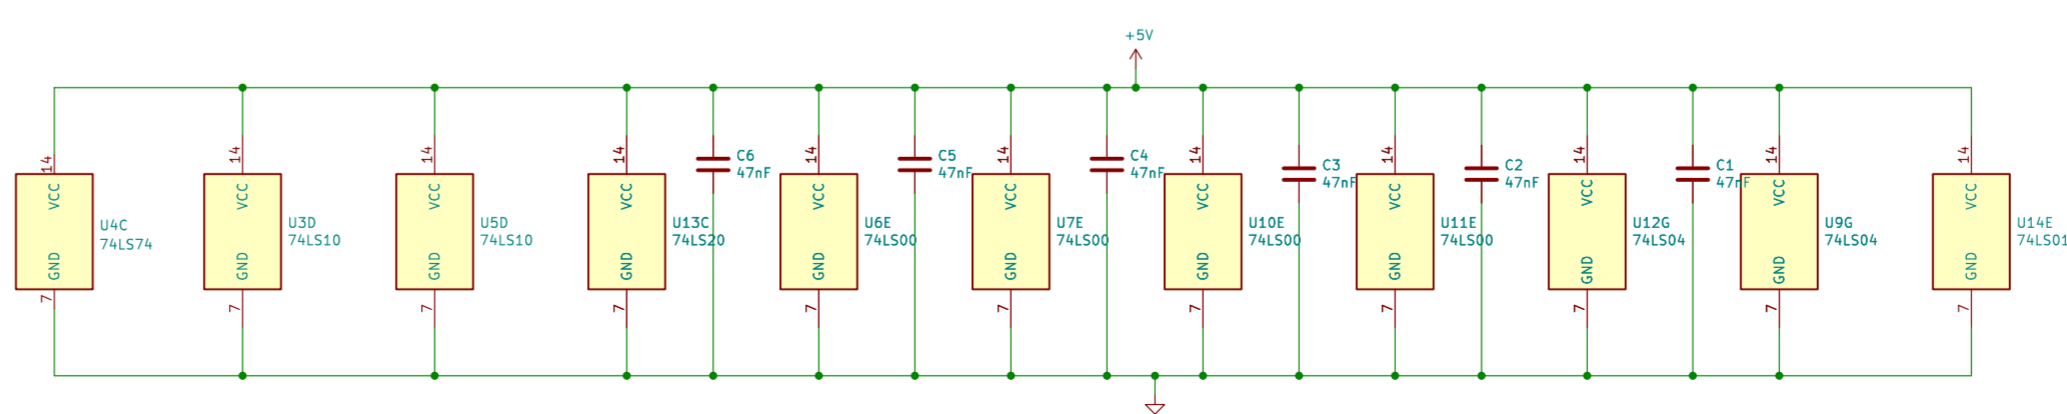 +5V
14
VCC
GND
7
U4C
74LS74
14
VCC
GND
7
U3D
74LS10
14
VCC
GND
7
U5D
74LS10
14
VCC
GND
7
U13C
74LS20
C6
47nF
14
VCC
GND
7
U6E
74LS00
C5
47nF
14
VCC
GND
7
U7E
74LS00
C4
47nF
14
VCC
GND
7
U10E
74LS00
C3
47nF
14
VCC
GND
7
U11E
74LS00
C2
47nF
14
VCC
GND
7
U12G
74LS04
C1
47nF
14
VCC
GND
7
U9G
74LS04
14
VCC
GND
7
U14E
74LS01